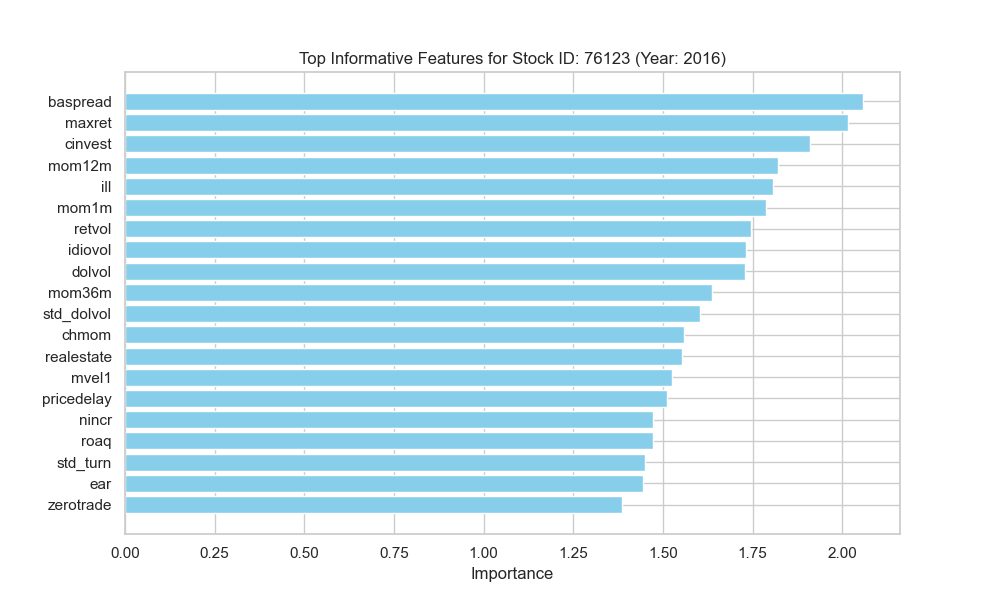 Top Informative Features for Stock ID: 76123 (Year: 2016)
baspread
maxret
cinvest
mom12m
ill
mom1m
retvol
idiovol
dolvol
mom36m
std_dolvol
chmom
realestate
mvel1
pricedelay
nincr
roaq
std_turn
ear
zerotrade
0.00 0.25 0.50 0.75 1.00 1.25 1.50 1.75 2.00
Importance